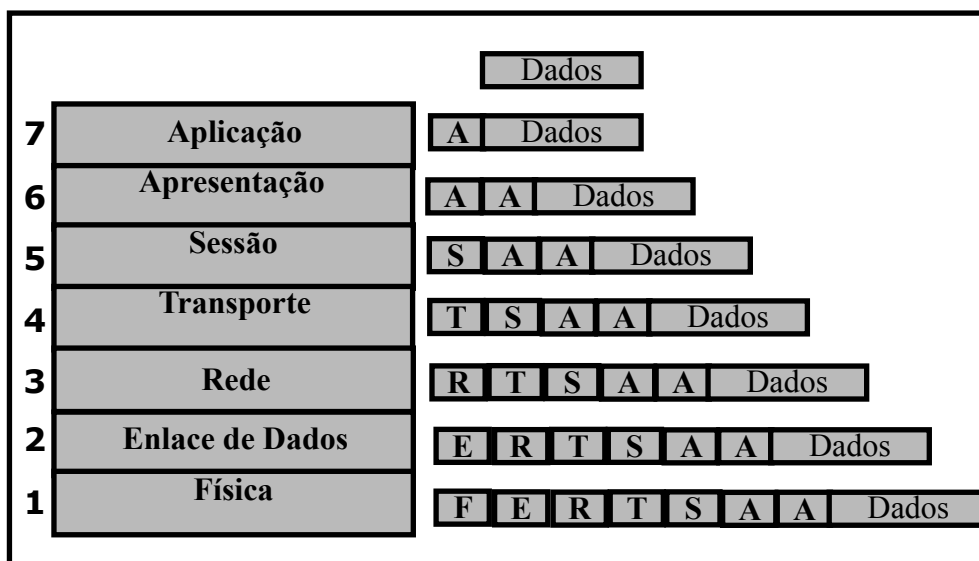 Dados
7 Aplicação A Dados
6 Apresentação A A Dados
5 Sessão S A A Dados
4 Transporte T S A A Dados
3 Rede R T S A A Dados
2 Enlace de Dados E R T S A A Dados
1 Física F E R T S A A Dados